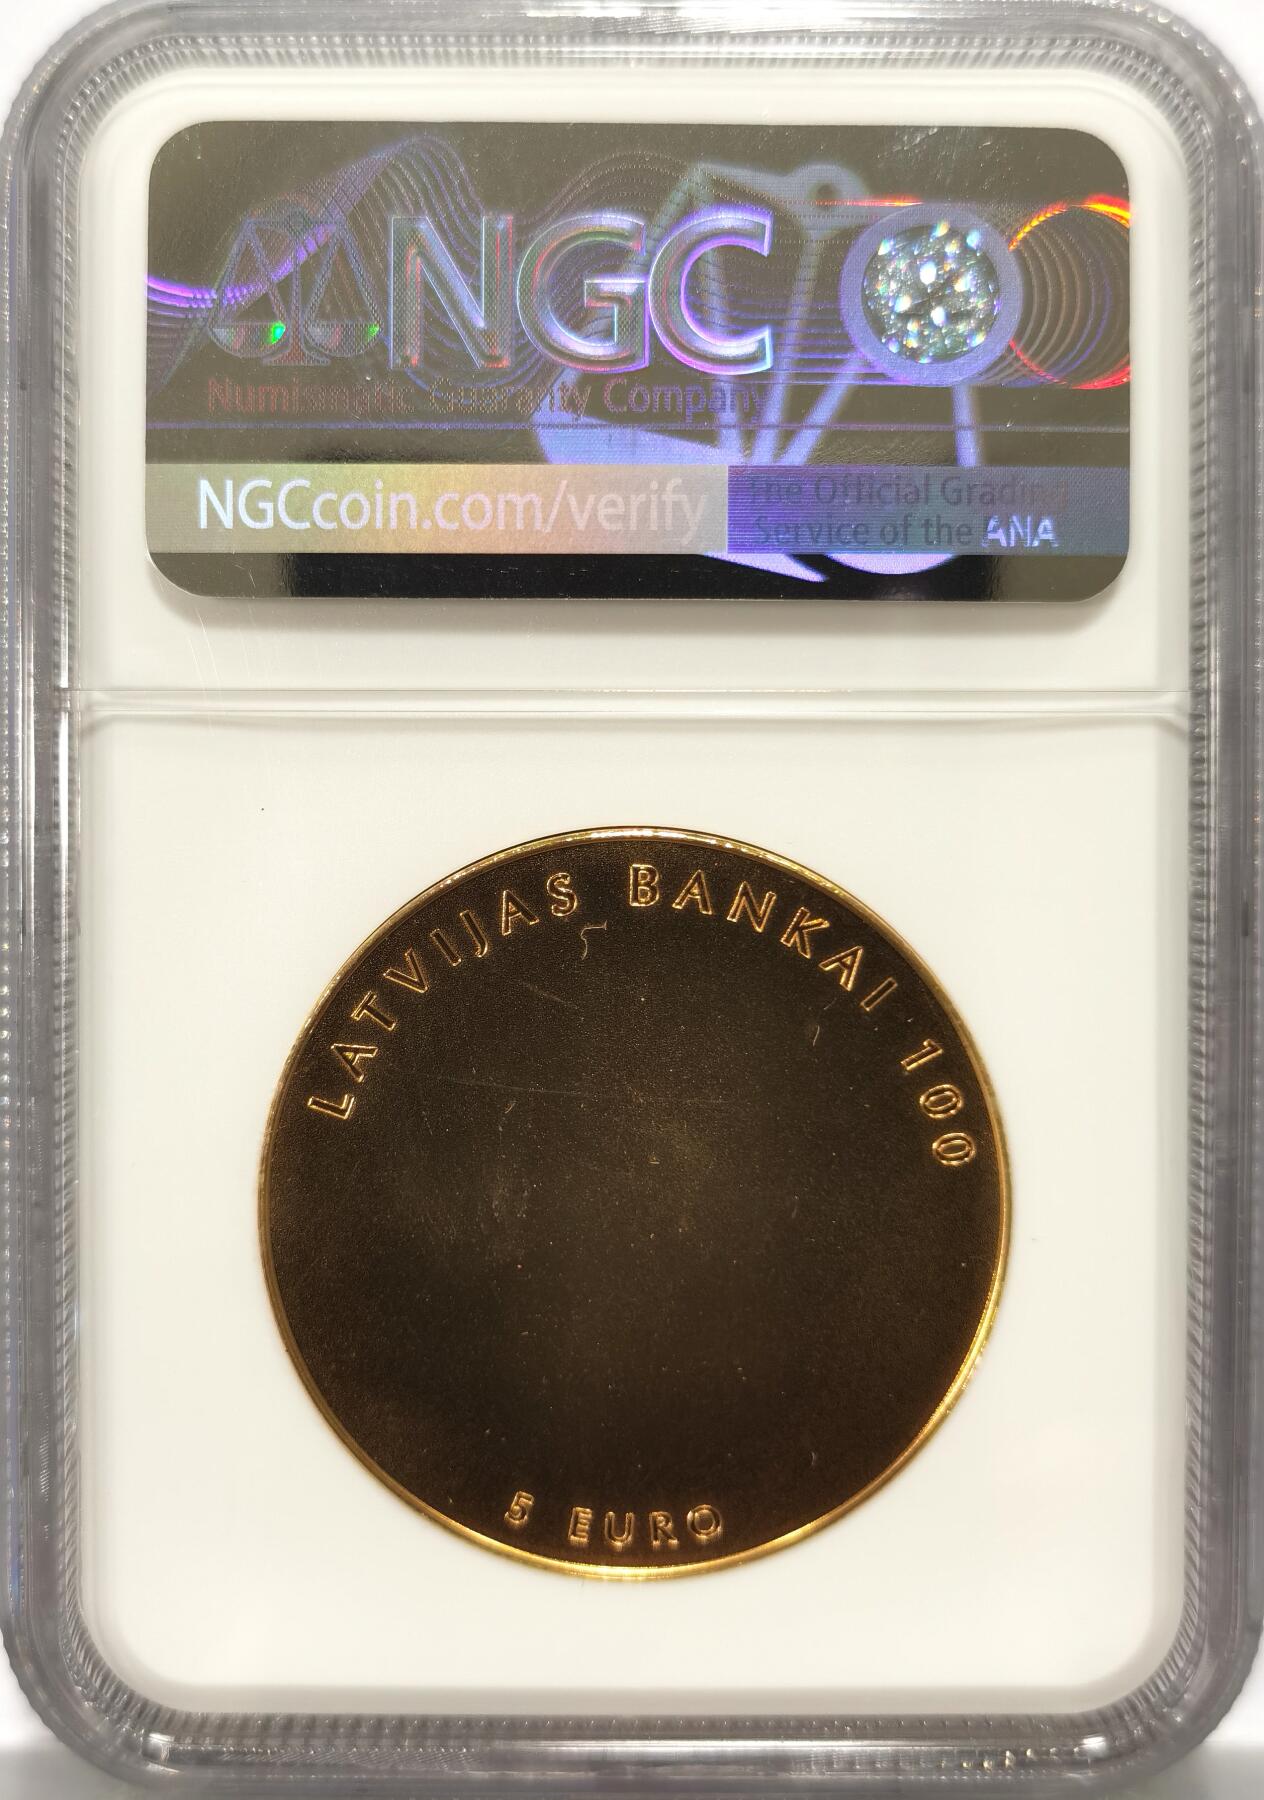 NGC
Numismatic Guaranty Company
NGCcoin.com/verify
The Official Grading
Service of the ANA
LATVIJAS BANKAI 100
5 EURO